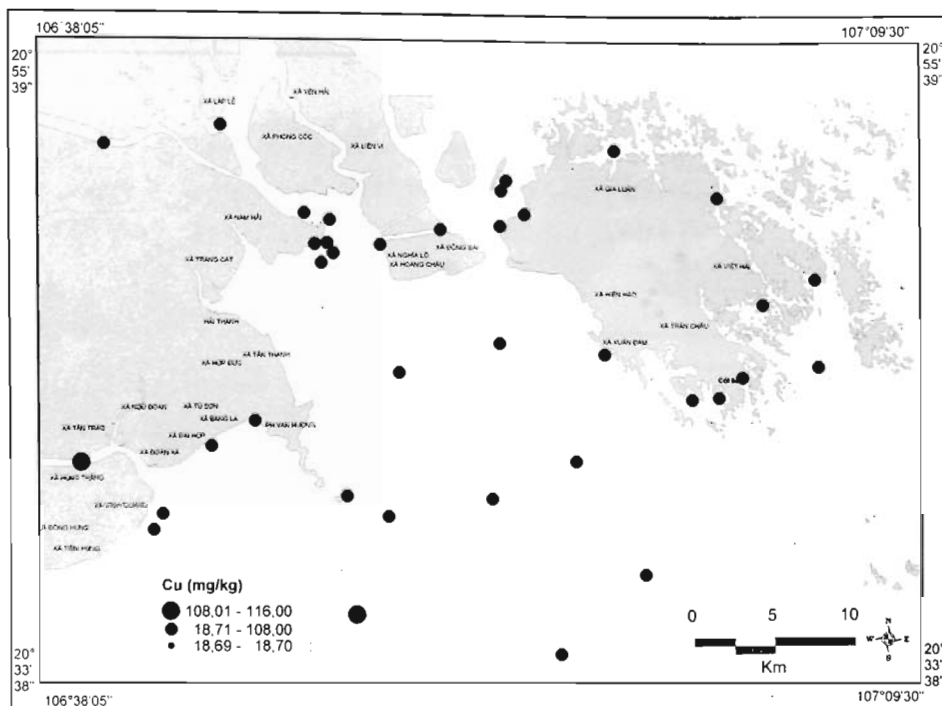 106°38'05"
107°09'30"
20°
55'
39"
20°
55'
39"
XÃ YÊN HẢI
XÃ LẬP LỄ
XÃ PHONG CỐC
XÃ LIÊN VỊ
XÃ GIA LUẬN
XÃ NAM HẢI
XÃ ĐỒNG BÀI
XÃ NGHĨA LỘ
XÃ HOÀNG CHÂU
XÃ TRÀNG CÁT
XÃ VIỆT HẢI
XÃ HIỀN HÀO
HẢI THÀNH
XÃ TRÂN CHÂU
XÃ XUÂN ĐÁM
XÃ TÂN THÀNH
XÃ HỢP ĐỨC
XÃ NGŨ ĐOAN
XÃ TÚ SƠN
XÃ BÀNG LA
XÃ TÂN TRÀO
XÃ ĐẠI HỢP
XÃ ĐOÀN XÁ
XÃ HÙNG THẮNG
XÃ VINH QUANG
XÃ ĐÔNG HƯNG
XÃ TIÊN HƯNG
Cu (mg/kg)
108,01 - 116,00
18,71 - 108,00
18,69 - 18,70
0 5 10
Km
N
W E
S
20°
33'
38"
20°
33'
38"
106°38'05"
107°09'30"